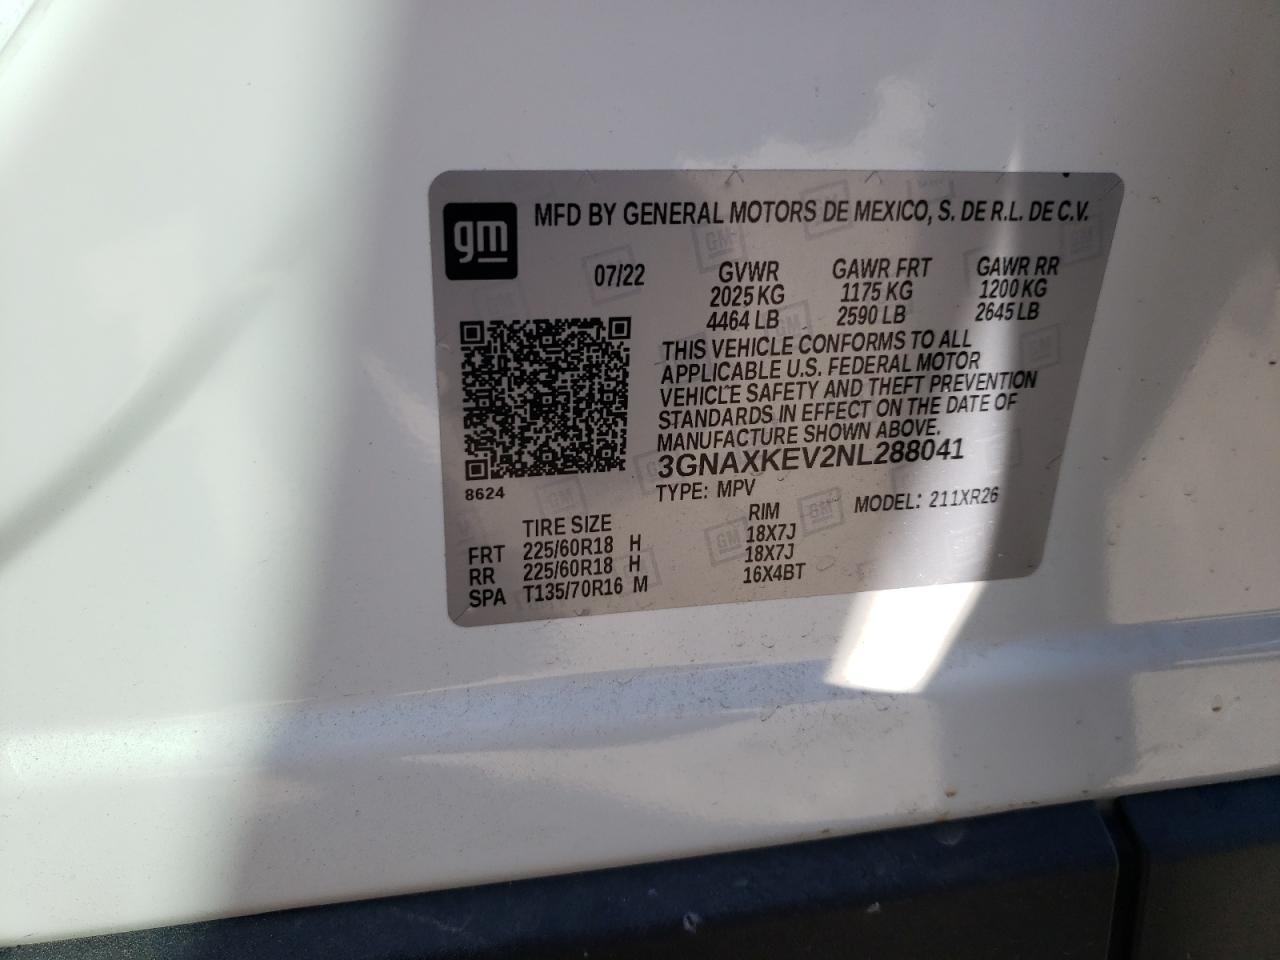 gm
MFD BY GENERAL MOTORS DE MEXICO, S. DE R.L. DE C.V.
07/22
GVWR GAWR FRT GAWR RR
2025 KG 1175 KG 1200 KG
4464 LB 2590 LB 2645 LB
THIS VEHICLE CONFORMS TO ALL
APPLICABLE U.S. FEDERAL MOTOR
VEHICLE SAFETY AND THEFT PREVENTION
STANDARDS IN EFFECT ON THE DATE OF
MANUFACTURE SHOWN ABOVE.
3GNAXKEV2NL288041
8624
TYPE: MPV MODEL: 211XR26
TIRE SIZE RIM
FRT 225/60R18 H 18X7J
RR 225/60R18 H 18X7J
SPA T135/70R16 M 16X4BT